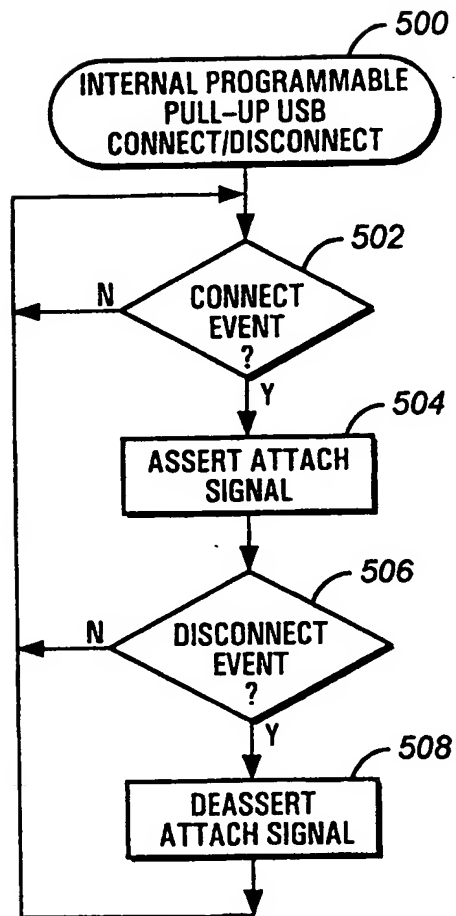 500
INTERNAL PROGRAMMABLE
PULL-UP USB
CONNECT/DISCONNECT
502
N
CONNECT
EVENT
?
Y
504
ASSERT ATTACH
SIGNAL
506
N
DISCONNECT
EVENT
?
Y
508
DEASSERT
ATTACH SIGNAL